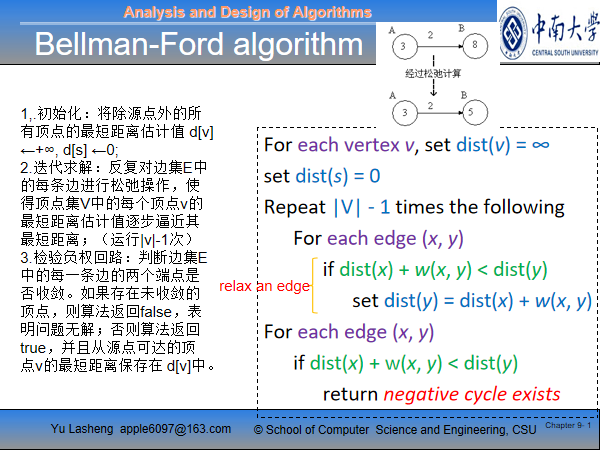 Analysis and Design of Algorithms
Bellman-Ford algorithm
A
2
B
3
8
经过松弛计算
A
2
B
3
5
中南大学
CENTRAL SOUTH UNIVERSITY
1,.初始化：将除源点外的所
有顶点的最短距离估计值 d[v]
←+∞, d[s] ←0;
2.迭代求解：反复对边集E中
的每条边进行松弛操作，使
得顶点集V中的每个顶点v的
最短距离估计值逐步逼近其
最短距离；（运行|v|-1次）
3.检验负权回路：判断边集E
中的每一条边的两个端点是
否收敛。如果存在未收敛的
顶点，则算法返回false，表
明问题无解；否则算法返回
true，并且从源点可达的顶
点v的最短距离保存在 d[v]中。
For each vertex v, set dist(v) = ∞
set dist(s) = 0
Repeat |V| - 1 times the following
For each edge (x, y)
if dist(x) + w(x, y) < dist(y)
relax an edge
set dist(y) = dist(x) + w(x, y)
For each edge (x, y)
if dist(x) + w(x, y) < dist(y)
return negative cycle exists
Yu Lasheng apple6097@163.com
© School of Computer Science and Engineering, CSU
Chapter 9- 1